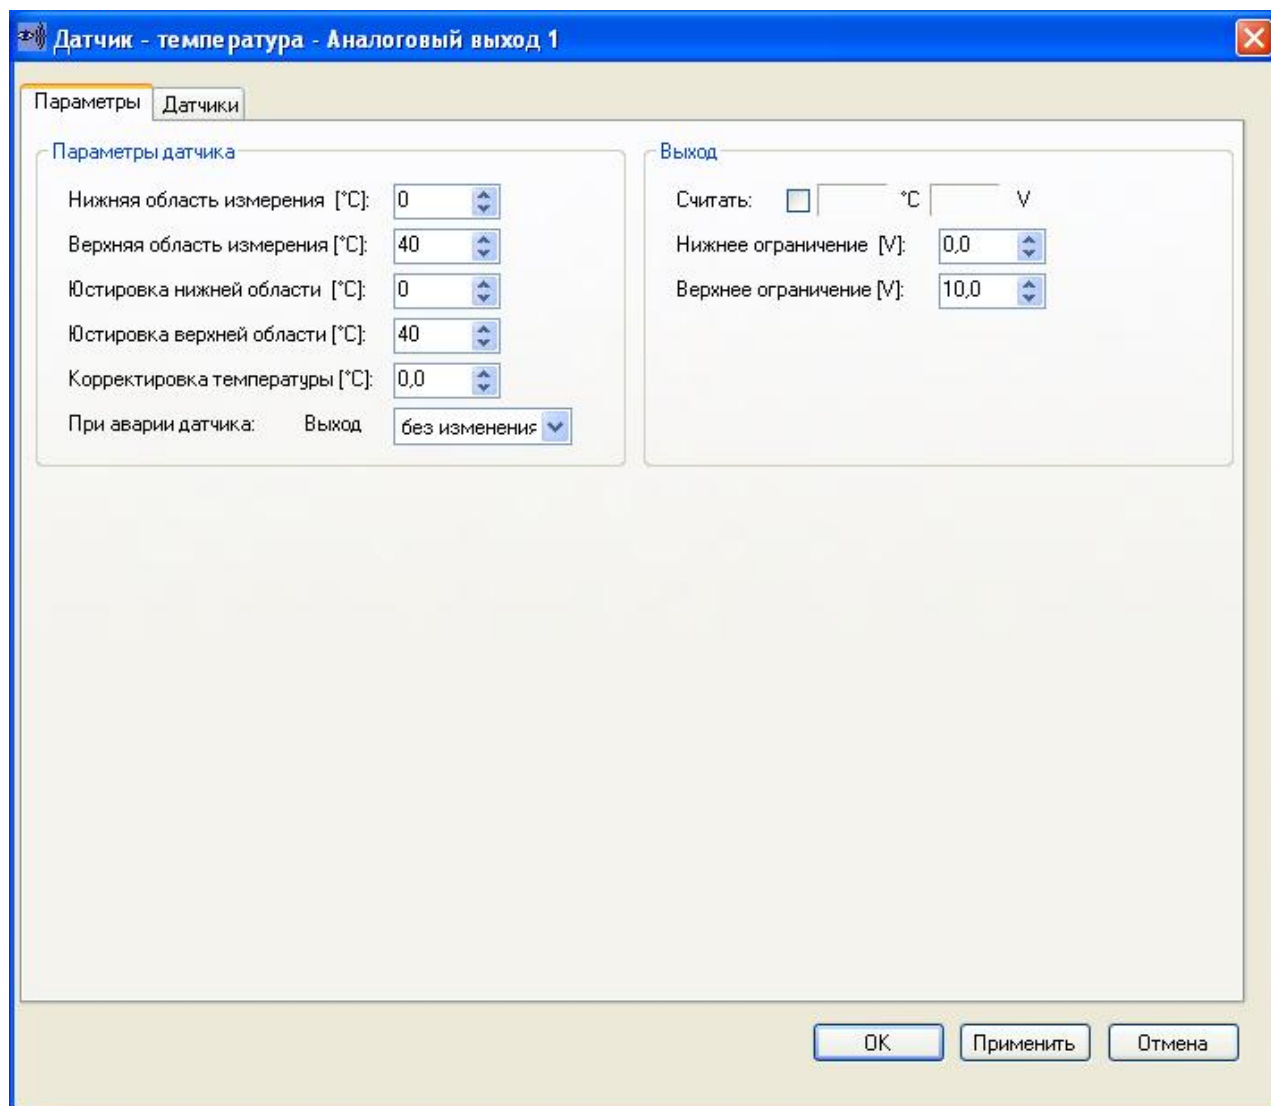 Датчик - температура - Аналоговый выход 1
Параметры Датчики
Параметры датчика
Нижняя область измерения [°C]: 0
Верхняя область измерения [°C]: 40
Юстировка нижней области [°C]: 0
Юстировка верхней области [°C]: 40
Корректировка температуры [°C]: 0,0
При аварии датчика: Выход без изменения
Выход
Считать: °C V
Нижнее ограничение [V]: 0,0
Верхнее ограничение [V]: 10,0
OK Применить Отмена